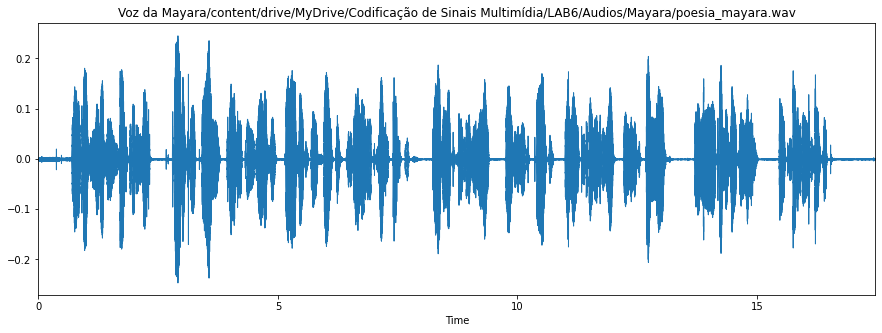 Voz da Mayara/content/drive/MyDrive/Codificação de Sinais Multimídia/LAB6/Audios/Mayara/poesia_mayara.wav
0.2
0.1
0.0
−0.1
−0.2
0 5 10 15
Time